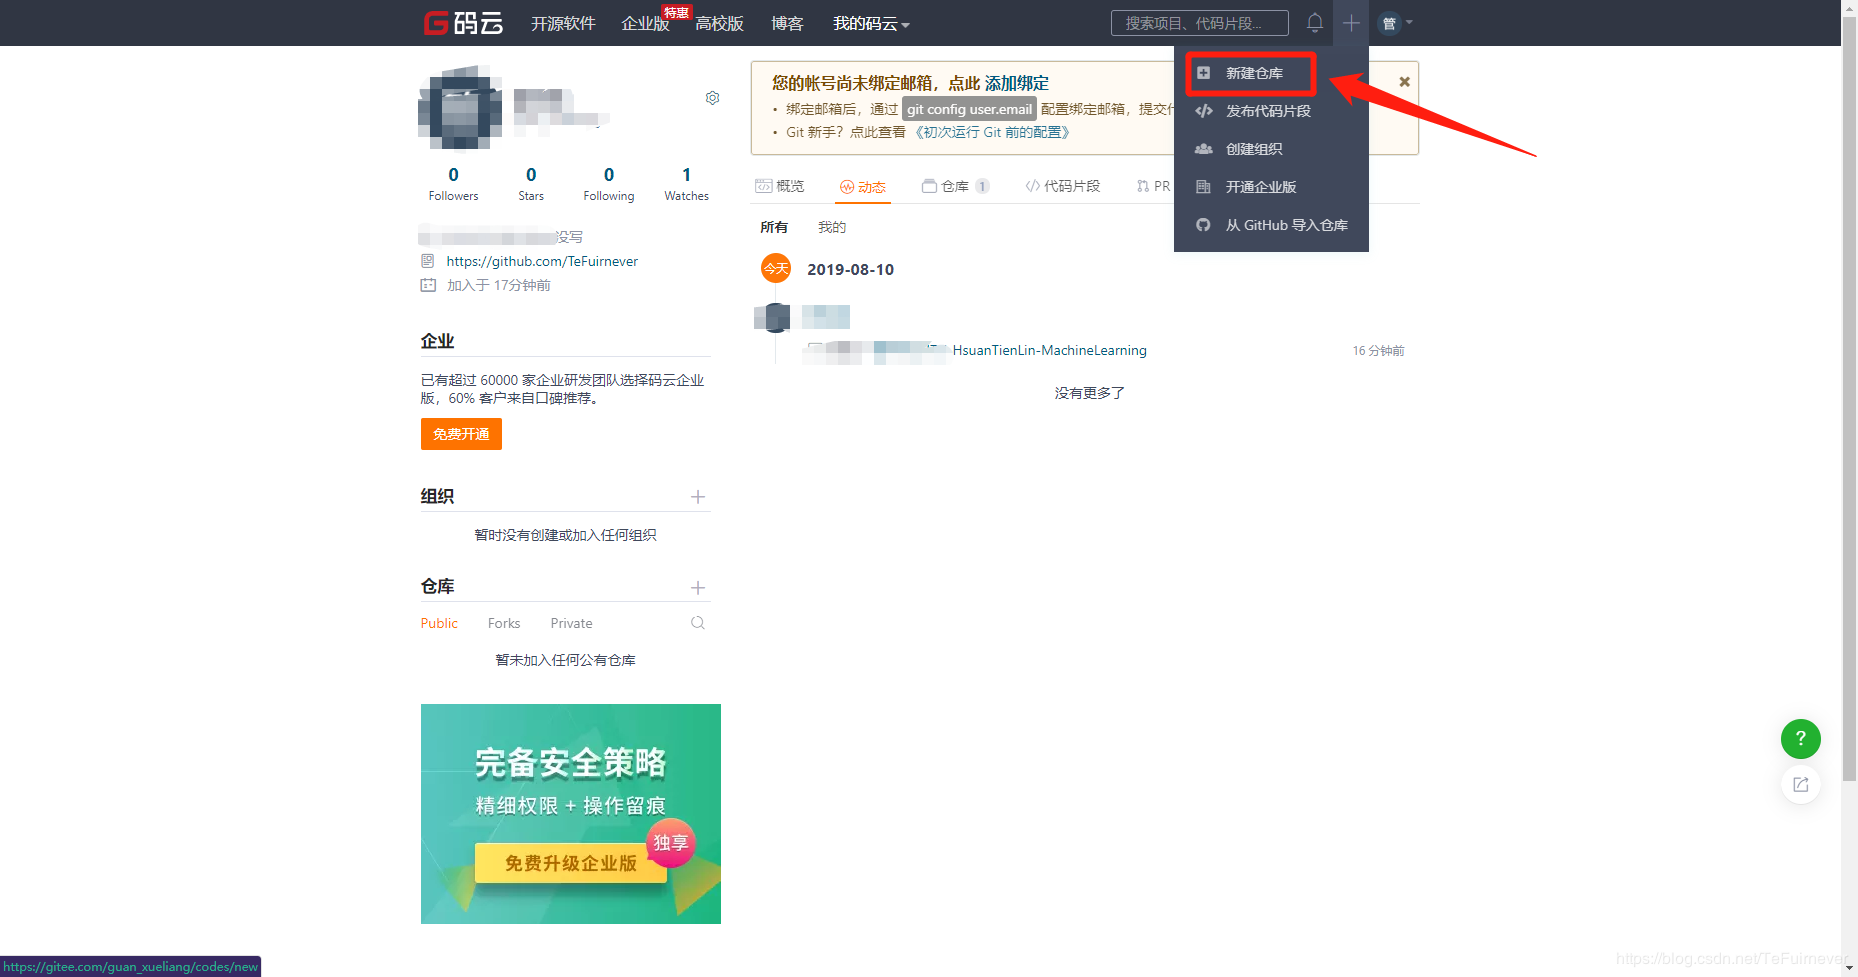 码云 开源软件 企业版 特惠 高校版 博客 我的码云 搜索项目、代码片段... 管
新建仓库
发布代码片段
创建组织
开通企业版
从 GitHub 导入仓库
您的帐号尚未绑定邮箱，点此 添加绑定
• 绑定邮箱后，通过 git config user.email 配置绑定邮箱，提交
• Git 新手？点此查看 《初次运行 Git 前的配置》
0 0 0 1
Followers Stars Following Watches
没写
https://github.com/TeFuirnever
加入于 17分钟前
概览 动态 仓库 1 代码片段 PR
所有 我的
今天 2019-08-10
HsuanTienLin-MachineLearning 16 分钟前
没有更多了
企业
已有超过 60000 家企业研发团队选择码云企业
版，60% 客户来自口碑推荐。
免费开通
组织
暂时没有创建或加入任何组织
仓库
Public Forks Private
暂未加入任何公有仓库
完备安全策略
精细权限 + 操作留痕
独享
免费升级企业版
?
https://gitee.com/guan_xueliang/codes/new
https://blog.csdn.net/TeFuirnever